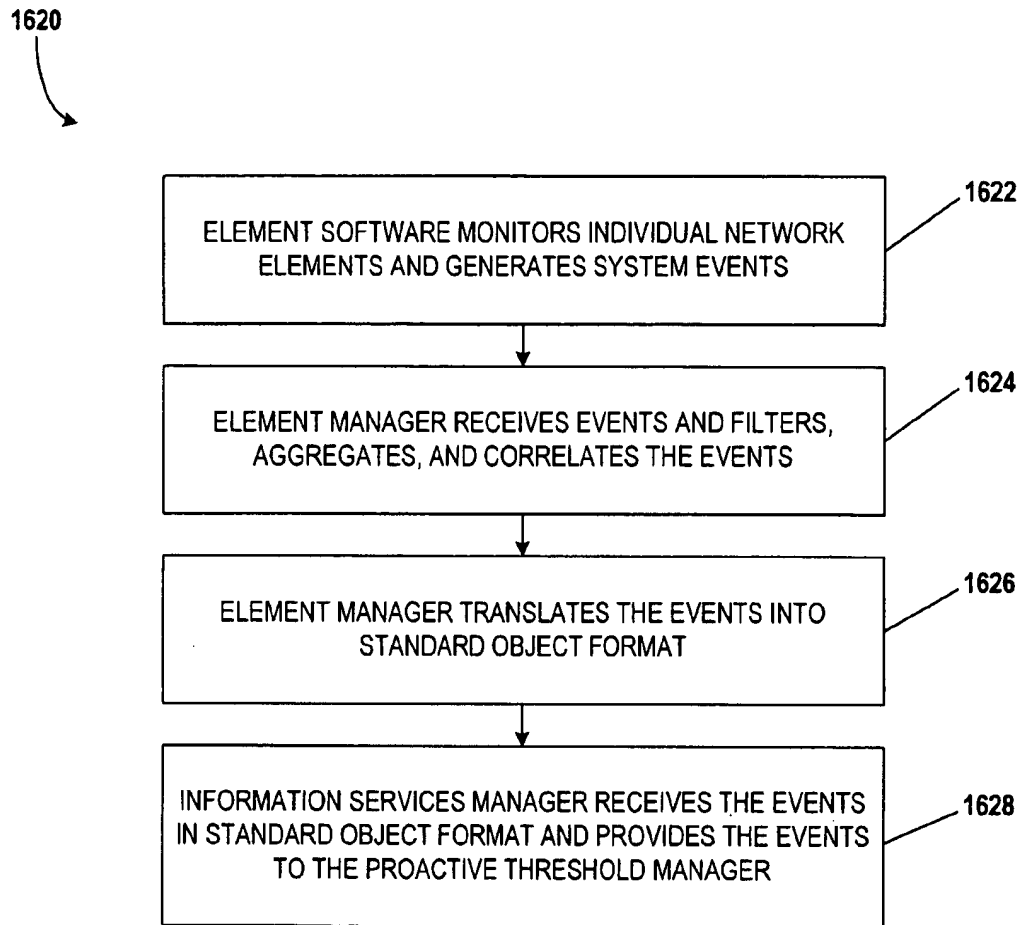 1620
1622
ELEMENT SOFTWARE MONITORS INDIVIDUAL NETWORK
ELEMENTS AND GENERATES SYSTEM EVENTS
1624
ELEMENT MANAGER RECEIVES EVENTS AND FILTERS,
AGGREGATES, AND CORRELATES THE EVENTS
1626
ELEMENT MANAGER TRANSLATES THE EVENTS INTO
STANDARD OBJECT FORMAT
1628
INFORMATION SERVICES MANAGER RECEIVES THE EVENTS
IN STANDARD OBJECT FORMAT AND PROVIDES THE EVENTS
TO THE PROACTIVE THRESHOLD MANAGER